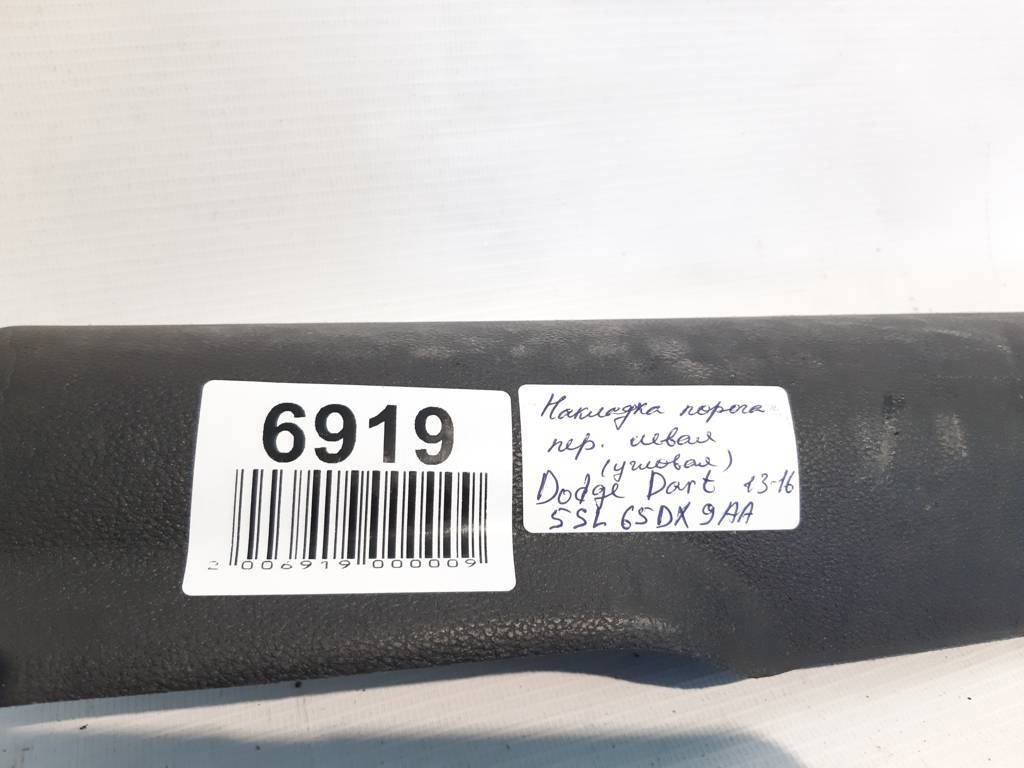 6919
2 006919 000009
Накладка порога
пер. левая
(угловая)
Dodge Dart 13-16
5SL65DX9AA